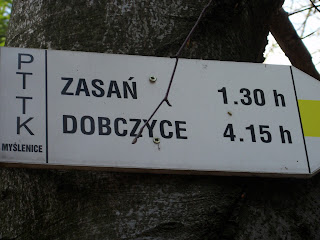 PTTK
MYŚLENICE
ZASAŃ 1.30 h
DOBCZYCE 4.15 h